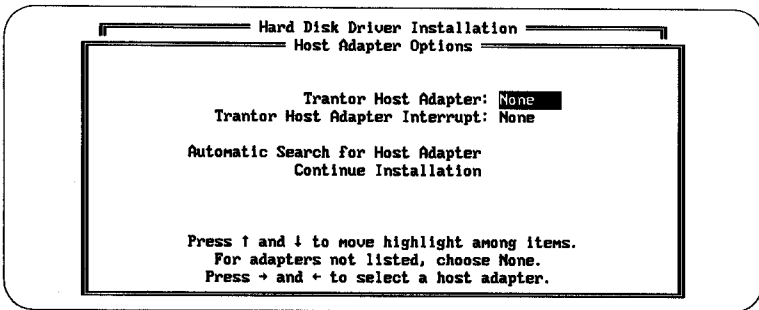 Hard Disk Driver Installation
Host Adapter Options
Trantor Host Adapter: None
Trantor Host Adapter Interrupt: None
Automatic Search for Host Adapter
Continue Installation
Press ↑ and ↓ to move highlight among items.
For adapters not listed, choose None.
Press → and ← to select a host adapter.